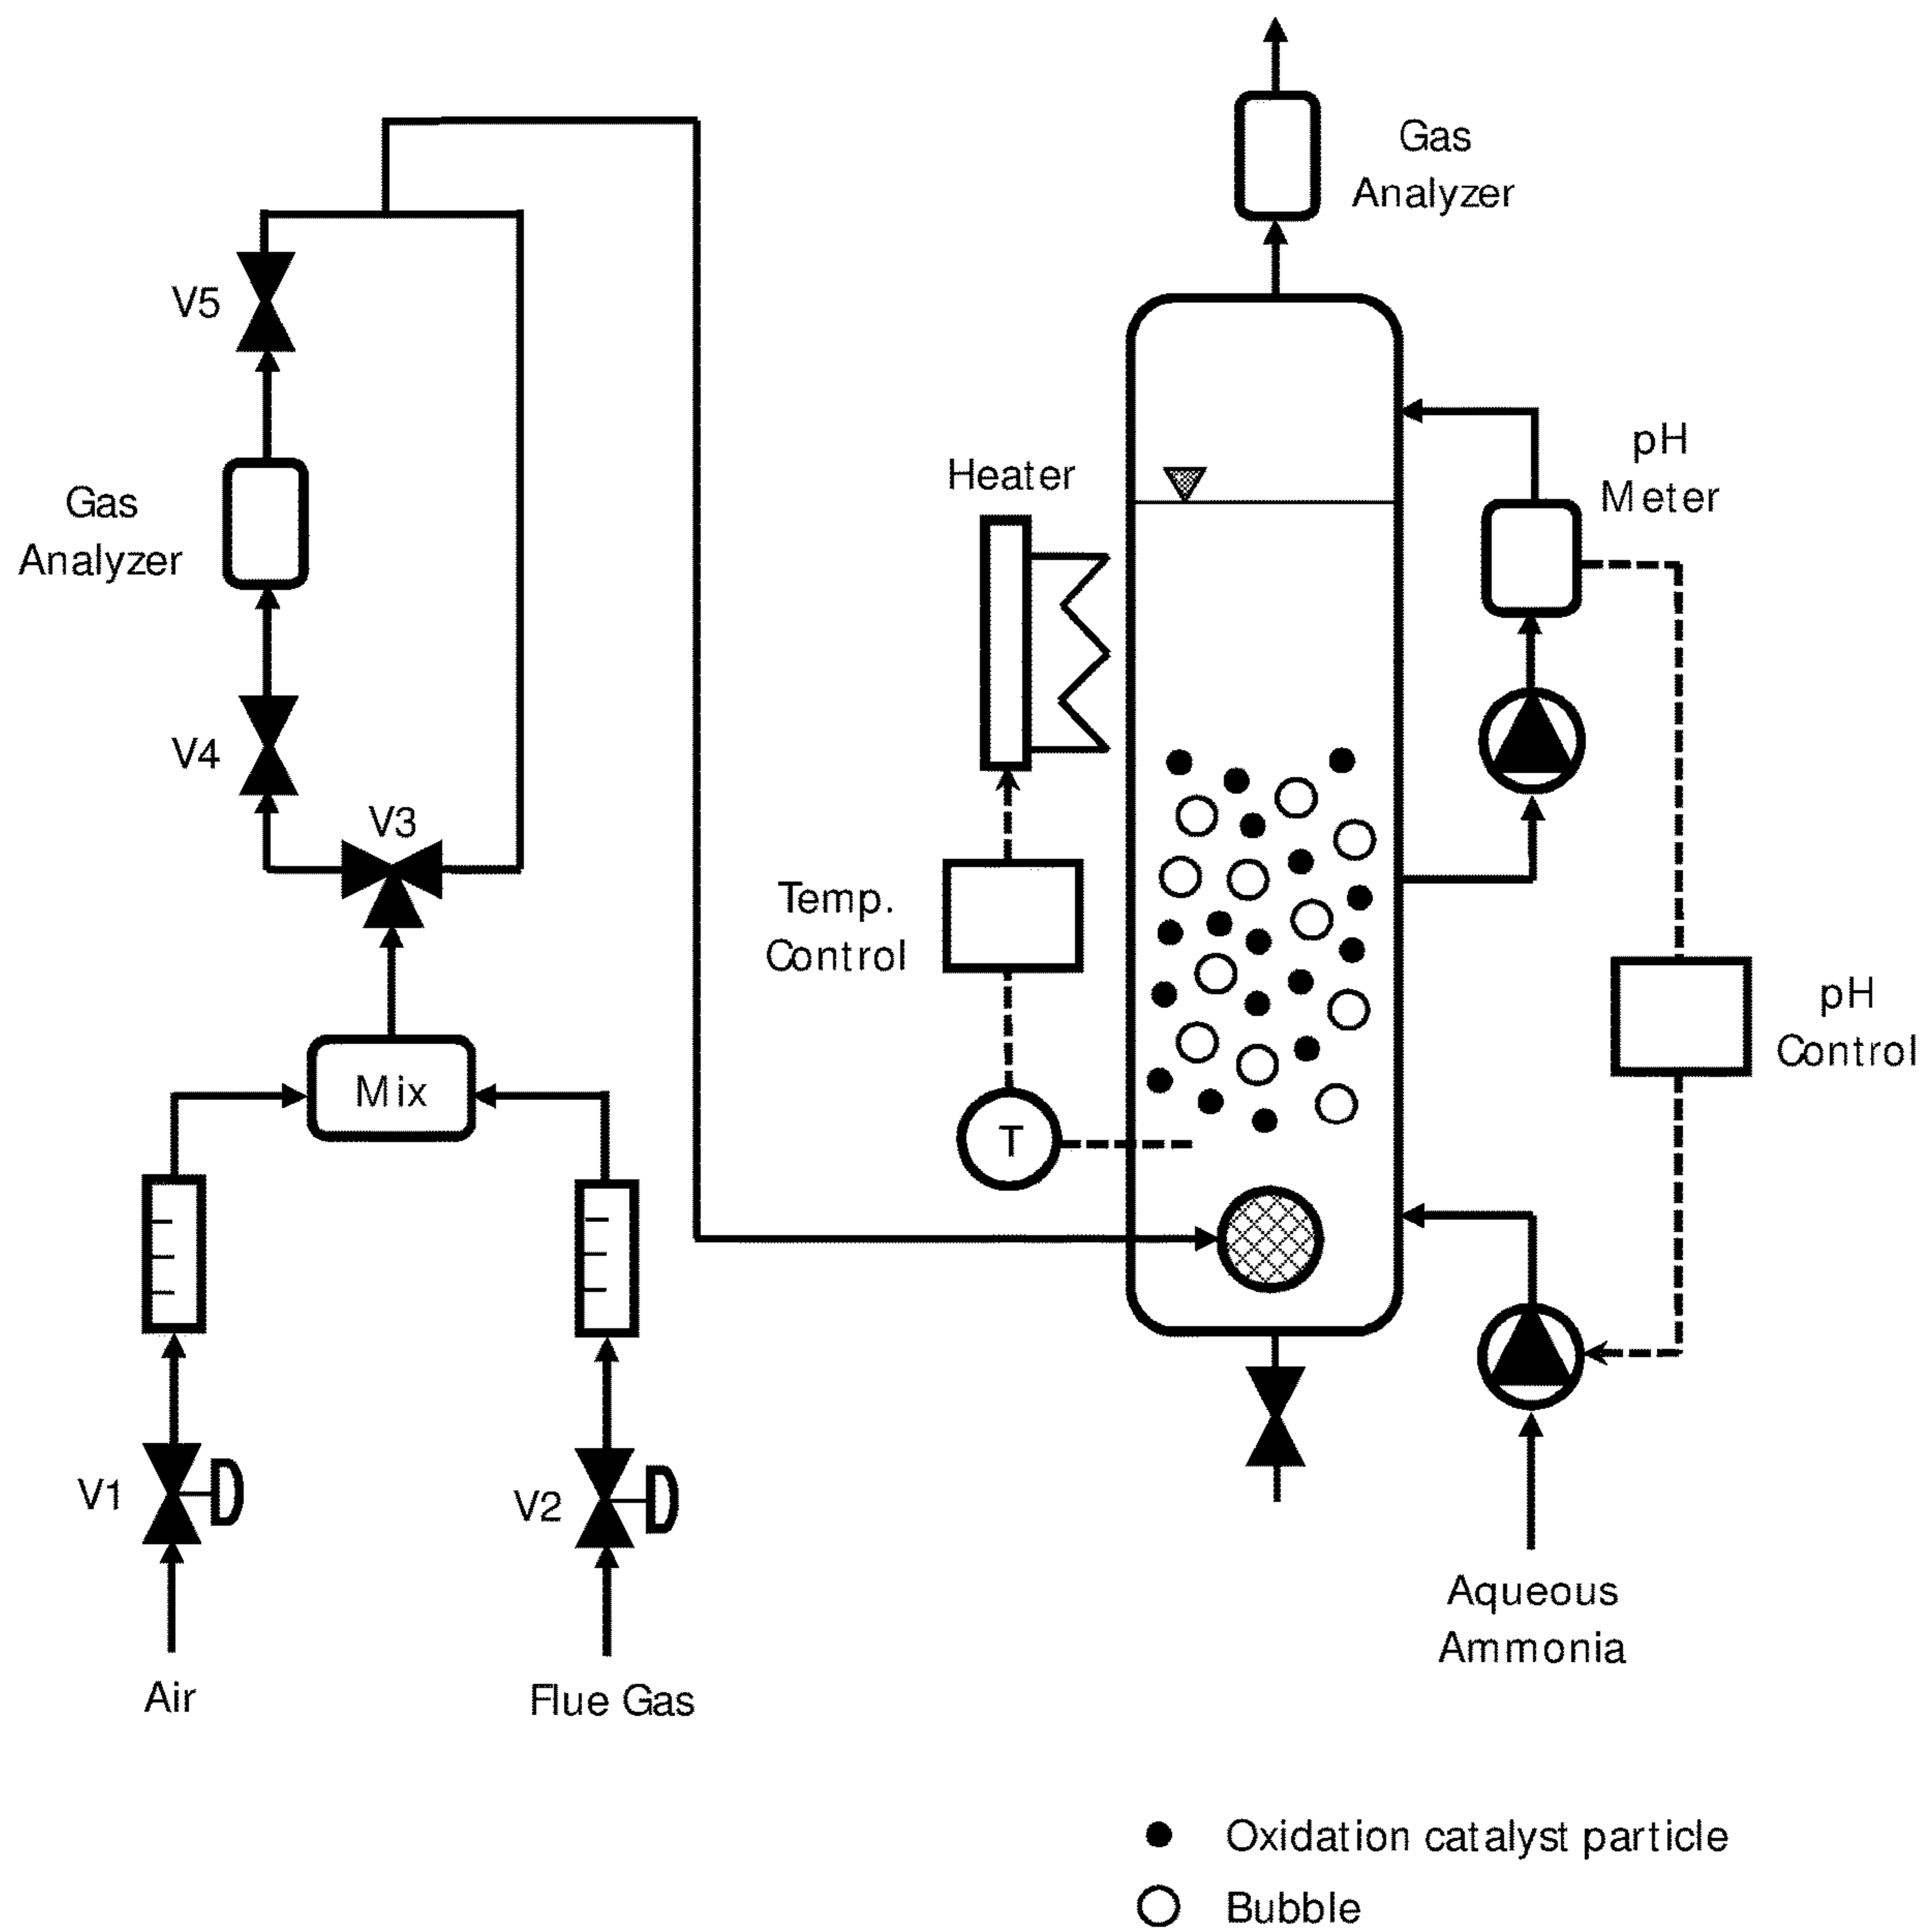 Gas
Analyzer
V5
pH
Meter
Heater
Gas
Analyzer
V4
V3
Temp.
Control
pH
Control
Mix
T
V1
V2
Aqueous
Ammonia
Air
Flue Gas
Oxidation catalyst particle
Bubble